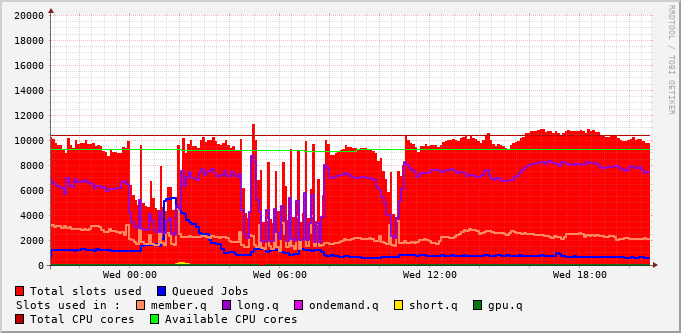 20000
18000
16000
14000
12000
10000
8000
6000
4000
2000
0
Wed 00:00 Wed 06:00 Wed 12:00 Wed 18:00
Total slots used Queued Jobs
Slots used in : member.q long.q ondemand.q short.q gpu.q
Total CPU cores Available CPU cores
RRDTOOL / TOBI OETIKER